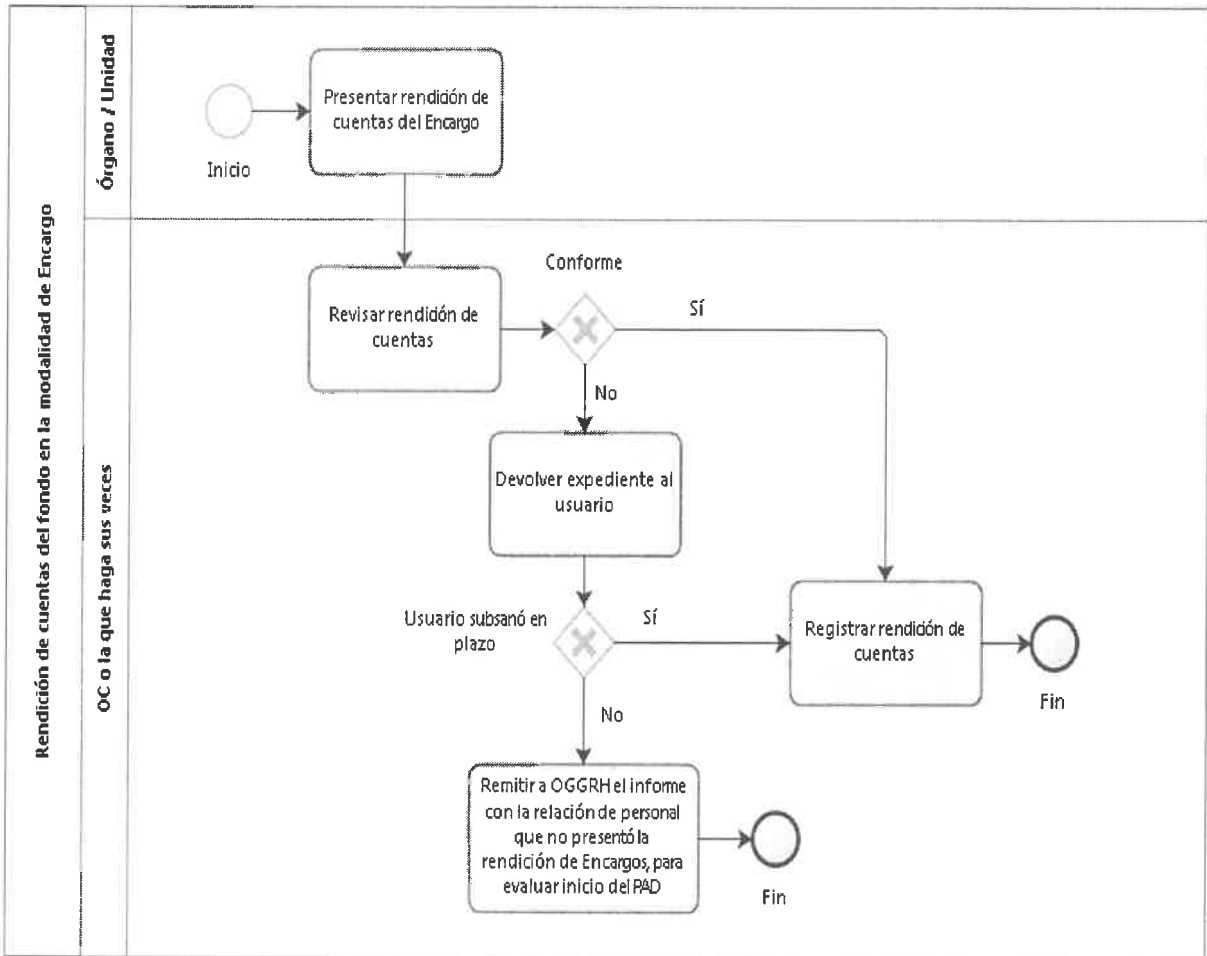 Rendición de cuentas del fondo en la modalidad de Encargo
Órgano / Unidad
Inicio
Presentar rendición de
cuentas del Encargo
OC o la que haga sus veces
Revisar rendición de
cuentas
Conforme
Sí
No
Devolver expediente al
usuario
Usuario subsanó en
plazo
Sí
Registrar rendición de
cuentas
Fin
No
Remitir a OGGRH el informe
con la relación de personal
que no presentó la
rendición de Encargos, para
evaluar inicio del PAD
Fin